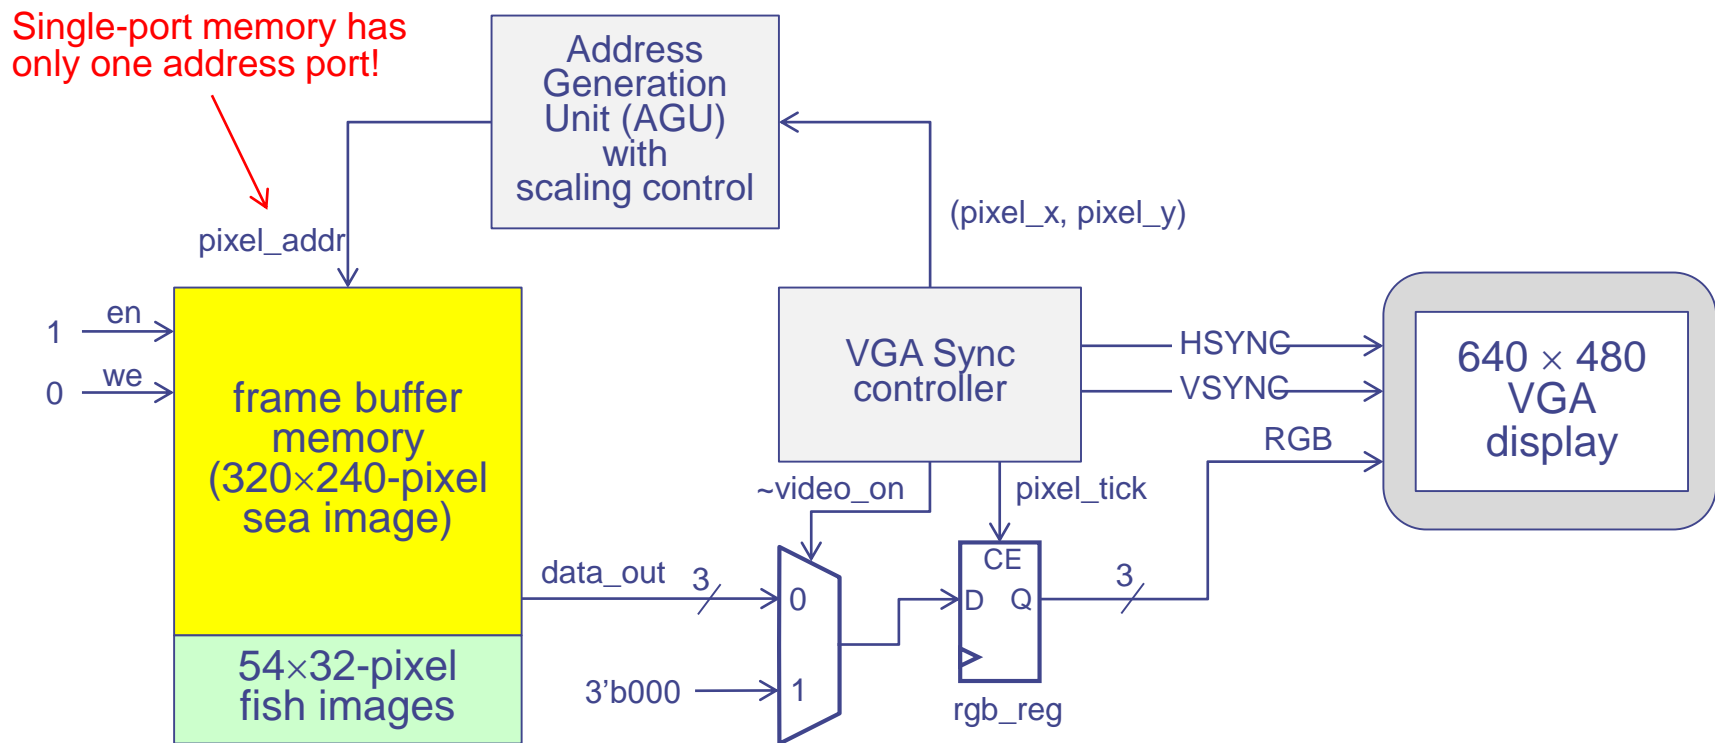 Single-port memory has
only one address port!
Address
Generation
Unit (AGU)
with
scaling control
pixel_addr
(pixel_x, pixel_y)
1
en
0
we
frame buffer
memory
(320×240-pixel
sea image)
54×32-pixel
fish images
VGA Sync
controller
HSYNC
VSYNC
RGB
640 × 480
VGA
display
~video_on
pixel_tick
data_out
3
0
1
3’b000
CE
D
Q
3
rgb_reg